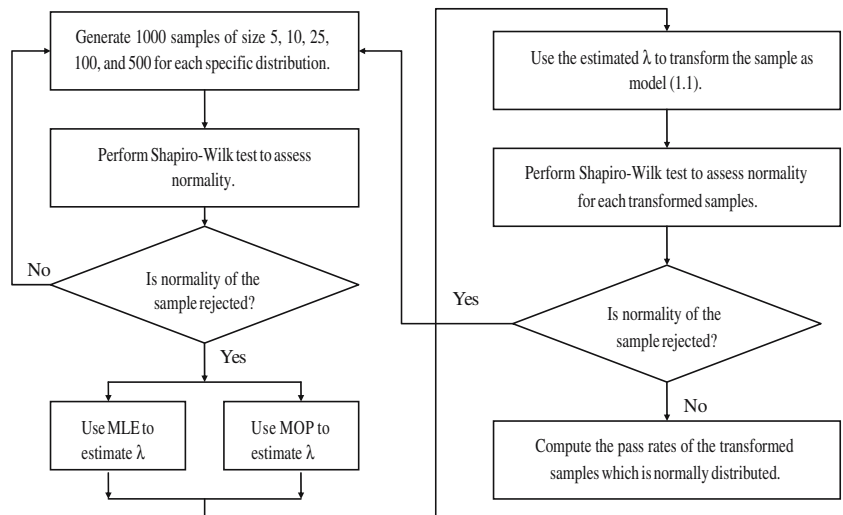 Generate 1000 samples of size 5, 10, 25,
100, and 500 for each specific distribution.
Perform Shapiro-Wilk test to assess
normality.
No
Is normality of the
sample rejected?
Yes
Use MLE to
estimate λ
Use MOP to
estimate λ
Use the estimated λ to transform the sample as
model (1.1).
Perform Shapiro-Wilk test to assess normality
for each transformed samples.
Yes
Is normality of the
sample rejected?
No
Compute the pass rates of the transformed
samples which is normally distributed.